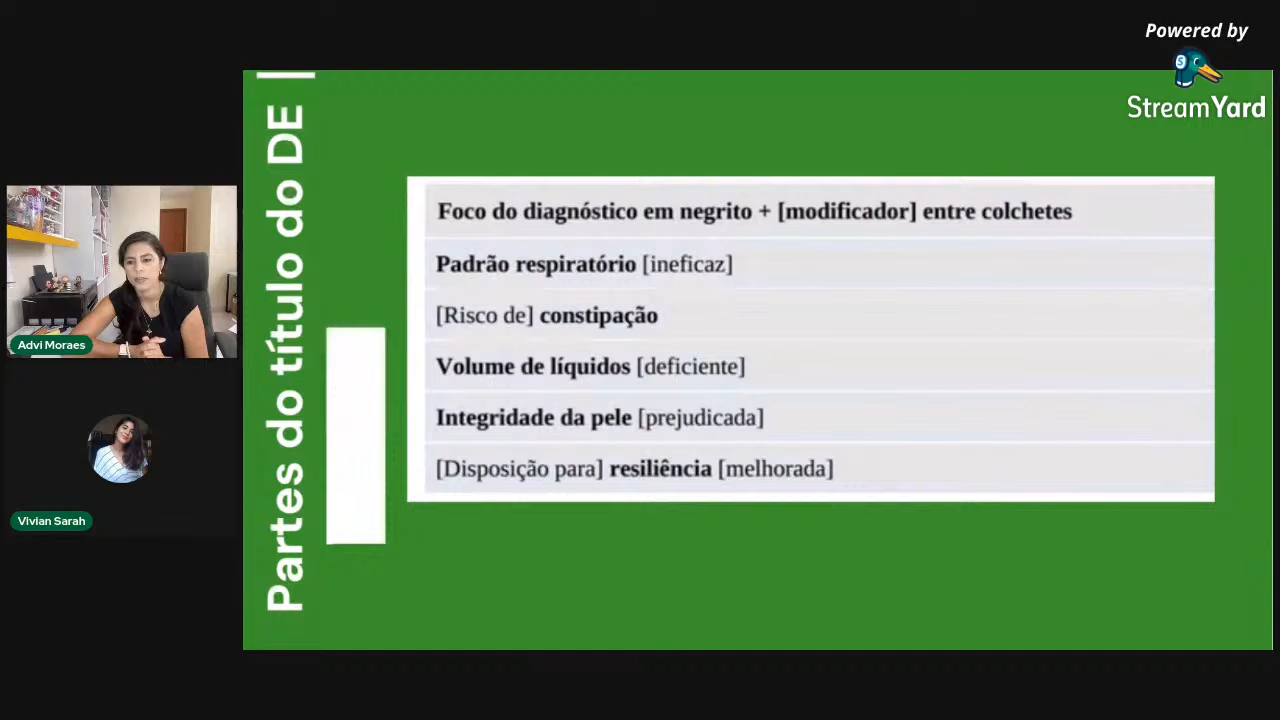 Powered by
StreamYard
Partes do título do DE
Foco do diagnóstico em negrito + [modificador] entre colchetes
Padrão respiratório [ineficaz]
[Risco de] constipação
Volume de líquidos [deficiente]
Integridade da pele [prejudicada]
[Disposição para] resiliência [melhorada]
Advi Moraes
Vivian Sarah